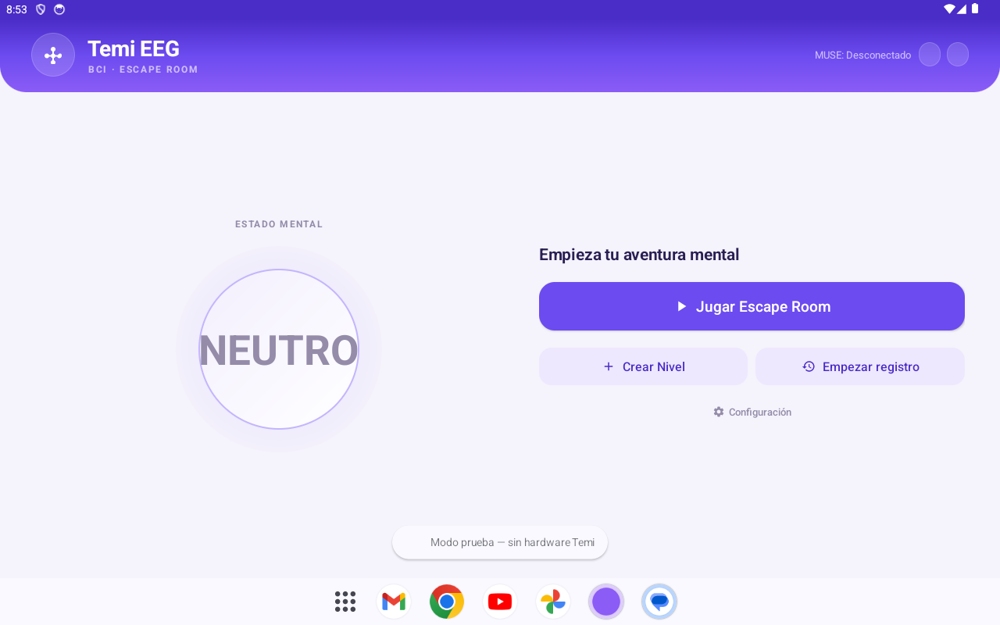 8:53
Temi EEG
BCI · ESCAPE ROOM
MUSE: Desconectado
ESTADO MENTAL
NEUTRO
Empieza tu aventura mental
Jugar Escape Room
Crear Nivel
Empezar registro
Configuración
Modo prueba — sin hardware Temi